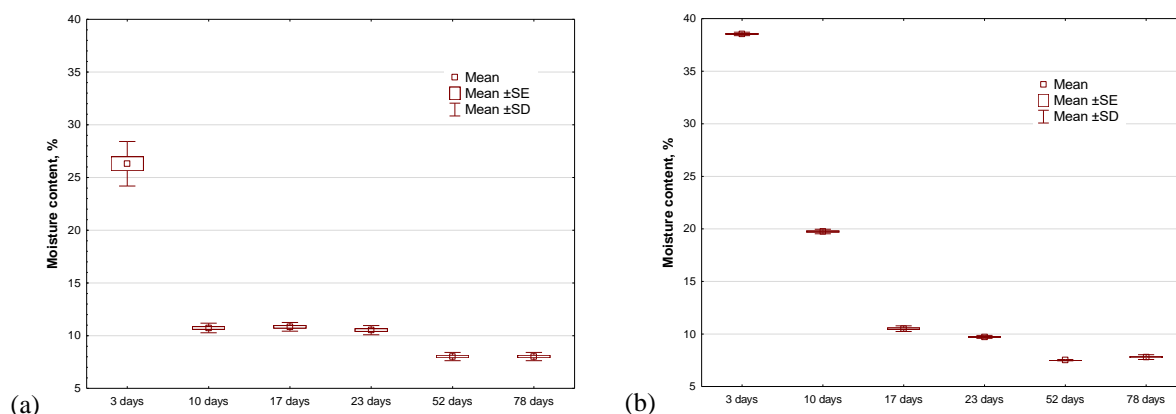 40
35
30
25
20
15
10
5
Moisture content, %
Mean
Mean ±SE
Mean ±SD
3 days 10 days 17 days 23 days 52 days 78 days
(a)
40
35
30
25
20
15
10
5
Moisture content, %
Mean
Mean ±SE
Mean ±SD
3 days 10 days 17 days 23 days 52 days 78 days
(b)